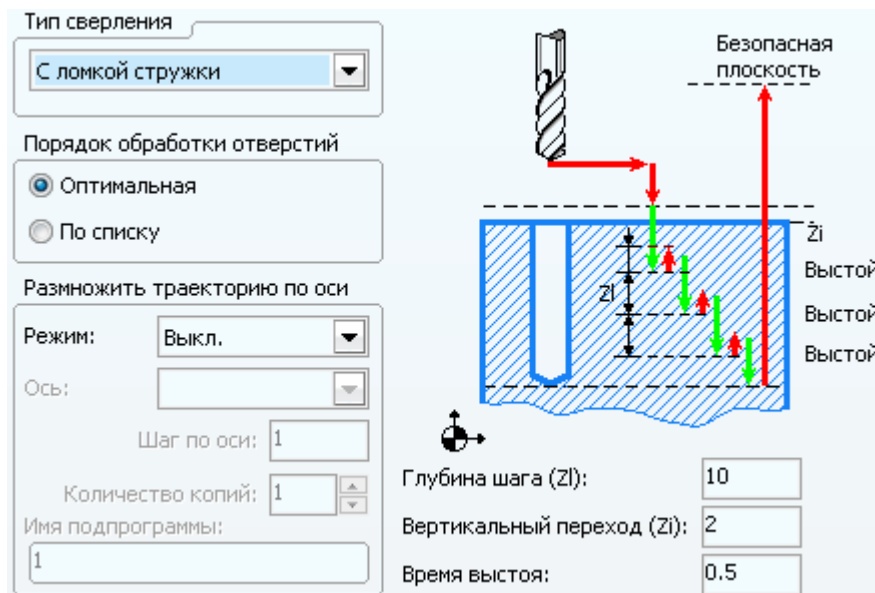 Тип сверления
С ломкой стружки
Порядок обработки отверстий
Оптимальная
По списку
Размножить траекторию по оси
Режим: Выкл.
Ось:
Шаг по оси: 1
Количество копий: 1
Имя подпрограммы:
1
Безопасная
плоскость
Zi
Выстой
Zl
Выстой
Выстой
Глубина шага (Zl): 10
Вертикальный переход (Zi): 2
Время выстоя: 0.5